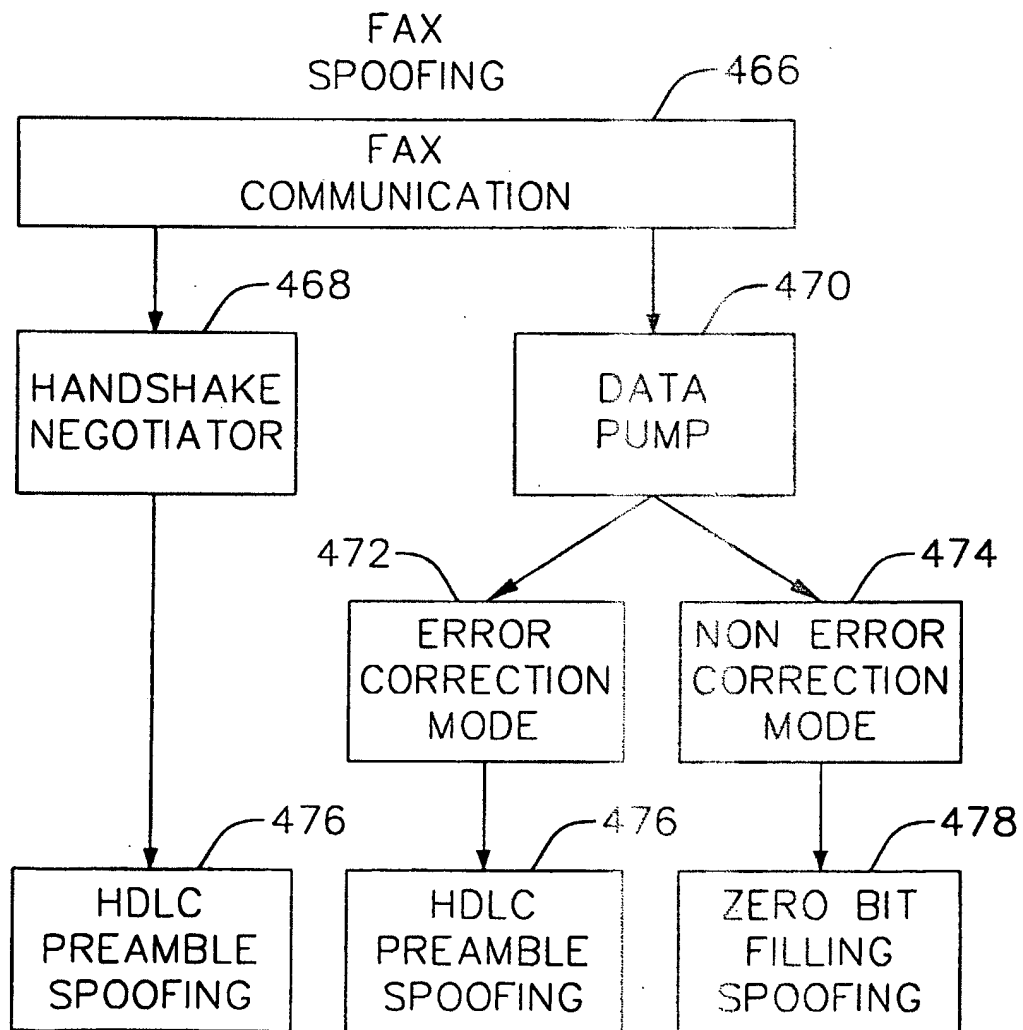 FAX
SPOOFING
466
FAX
COMMUNICATION
468
470
HANDSHAKE
NEGOTIATOR
DATA
PUMP
472
474
ERROR
CORRECTION
MODE
NON ERROR
CORRECTION
MODE
476
476
478
HDLC
PREAMBLE
SPOOFING
HDLC
PREAMBLE
SPOOFING
ZERO BIT
FILLING
SPOOFING